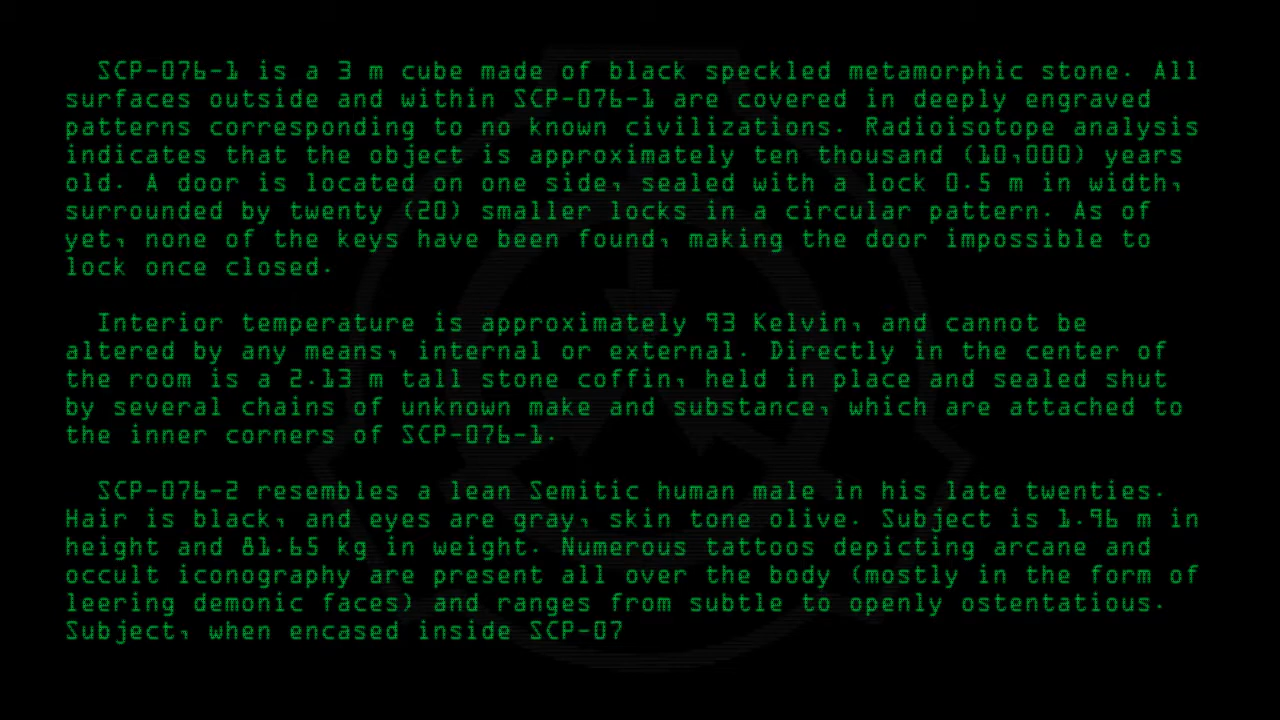 SCP-076-1 is a 3 m cube made of black speckled metamorphic stone. All
surfaces outside and within SCP-076-1 are covered in deeply engraved
patterns corresponding to no known civilizations. Radioisotope analysis
indicates that the object is approximately ten thousand (10,000) years
old. A door is located on one side, sealed with a lock 0.5 m in width,
surrounded by twenty (20) smaller locks in a circular pattern. As of
yet, none of the keys have been found, making the door impossible to
lock once closed.
Interior temperature is approximately 93 Kelvin, and cannot be
altered by any means, internal or external. Directly in the center of
the room is a 2.13 m tall stone coffin, held in place and sealed shut
by several chains of unknown make and substance, which are attached to
the inner corners of SCP-076-1.
SCP-076-2 resembles a lean Semitic human male in his late twenties.
Hair is black, and eyes are gray, skin tone olive. Subject is 1.96 m in
height and 81.65 kg in weight. Numerous tattoos depicting arcane and
occult iconography are present all over the body (mostly in the form of
leering demonic faces) and ranges from subtle to openly ostentatious.
Subject, when encased inside SCP-07